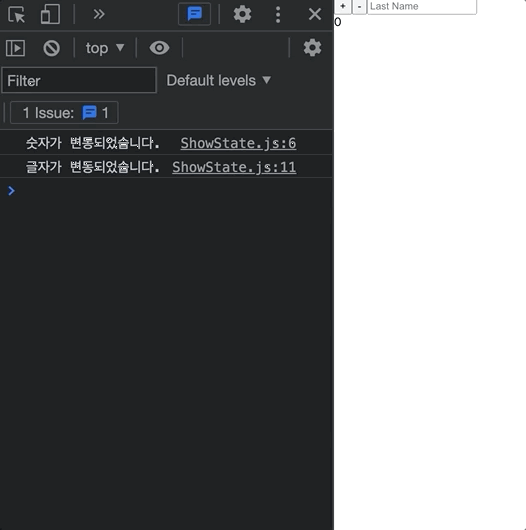 top
Filter
Default levels
1 Issue: 1
숫자가 변동되었습니다. ShowState.js:6
글자가 변동되었습니다. ShowState.js:11
+ - Last Name
0